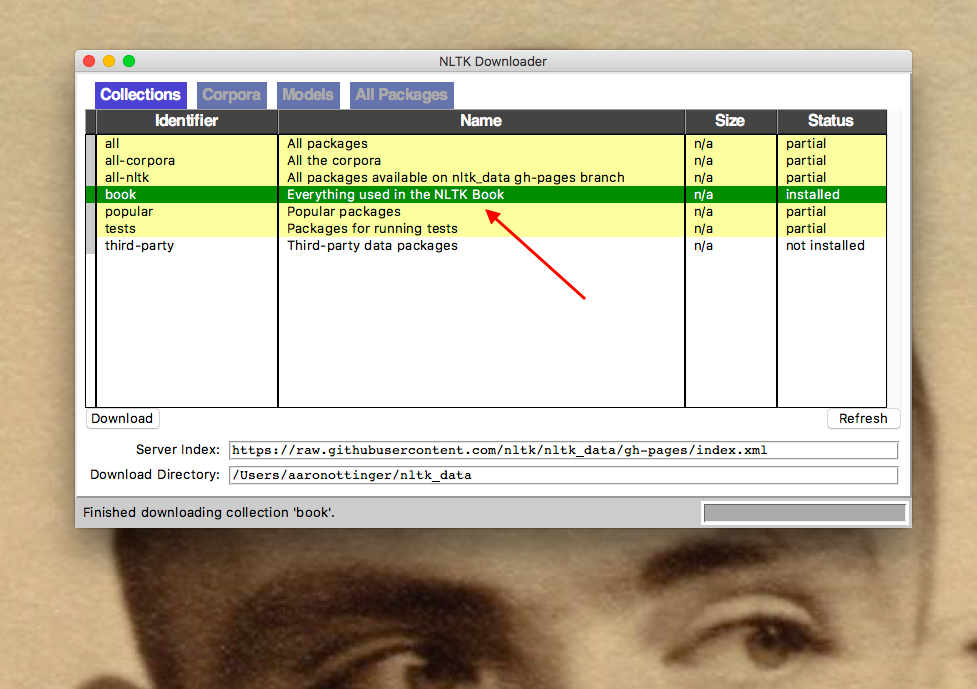 NLTK Downloader
Collections Corpora Models All Packages
Identifier Name Size Status
all All packages n/a partial
all-corpora All the corpora n/a partial
all-nltk All packages available on nltk_data gh-pages branch n/a partial
book Everything used in the NLTK Book n/a installed
popular Popular packages n/a partial
tests Packages for running tests n/a partial
third-party Third-party data packages n/a not installed
Download Refresh
Server Index: https://raw.githubusercontent.com/nltk/nltk_data/gh-pages/index.xml
Download Directory: /Users/aaronottinger/nltk_data
Finished downloading collection 'book'.